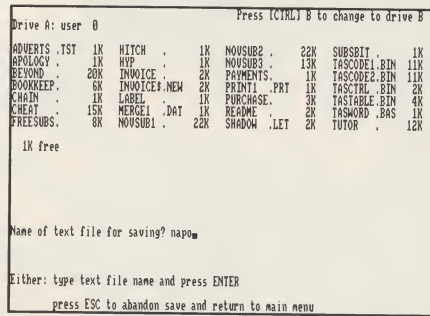 Press [CTRL] B to change to drive B
Drive A: user 0
ADVERTS .TST 1K HITCH . 1K NOVSUB2 . 22K SUBSBIT . 1K
APOLOGY . 1K HYP . 1K NOVSUB3 . 13K TASCODE1.BIN 11K
BEYOND . 20K INVOICE . 2K PAYMENTS. 1K TASCODE2.BIN 11K
BOOKKEEP. 6K INVOICE$.NEW 2K PRINT1 .PRT 1K TASCTRL .BIN 2K
CHAIN . 1K LABEL . 1K PURCHASE. 3K TASTABLE.BIN 4K
CHEAT . 15K MERGE1 .DAT 1K README . 2K TASWORD .BAS 1K
FREESUBS. 8K NOVSUB1 . 22K SHADOW .LET 2K TUTOR . 12K
1K free
Name of text file for saving? napo
Either: type text file name and press ENTER
press ESC to abandon save and return to main menu